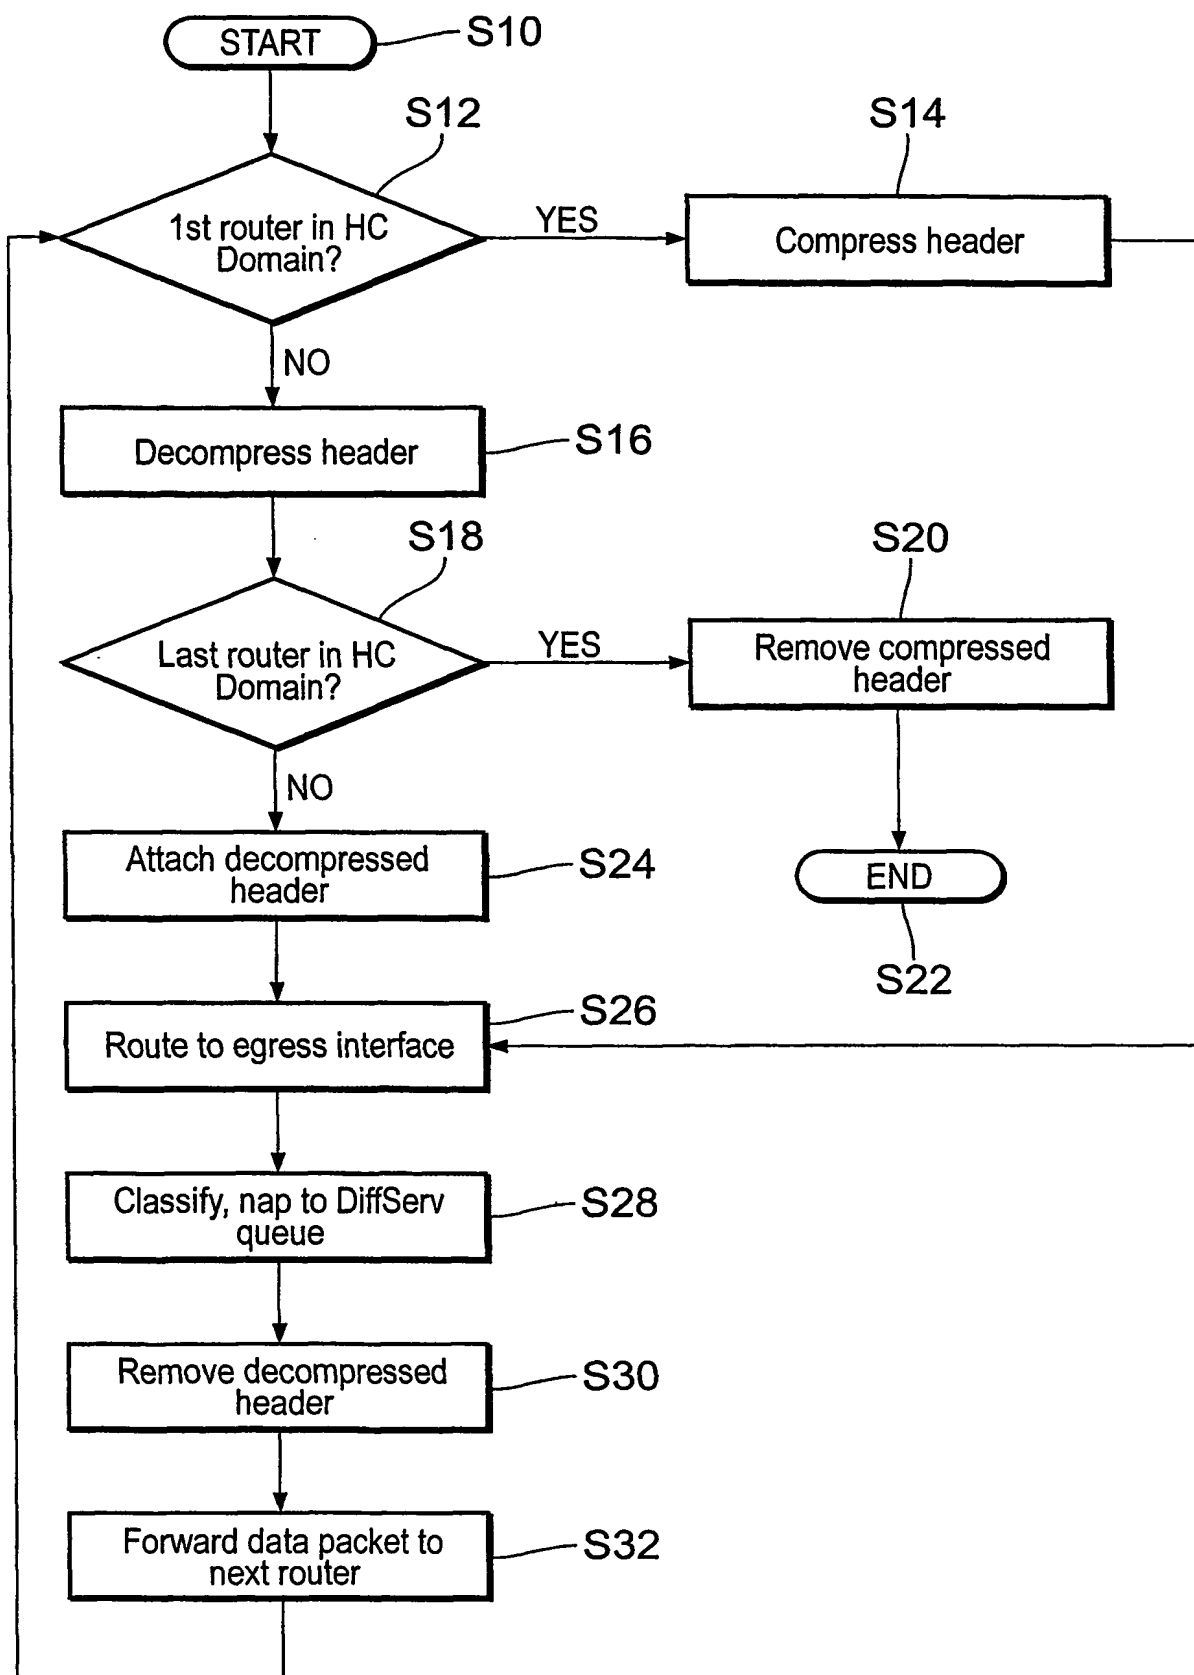 START
S10
S12
S14
1st router in HC
Domain?
YES
Compress header
NO
Decompress header
S16
S18
S20
Last router in HC
Domain?
YES
Remove compressed
header
NO
Attach decompressed
header
S24
END
S22
S26
Route to egress interface
Classify, nap to DiffServ
queue
S28
Remove decompressed
header
S30
Forward data packet to
next router
S32